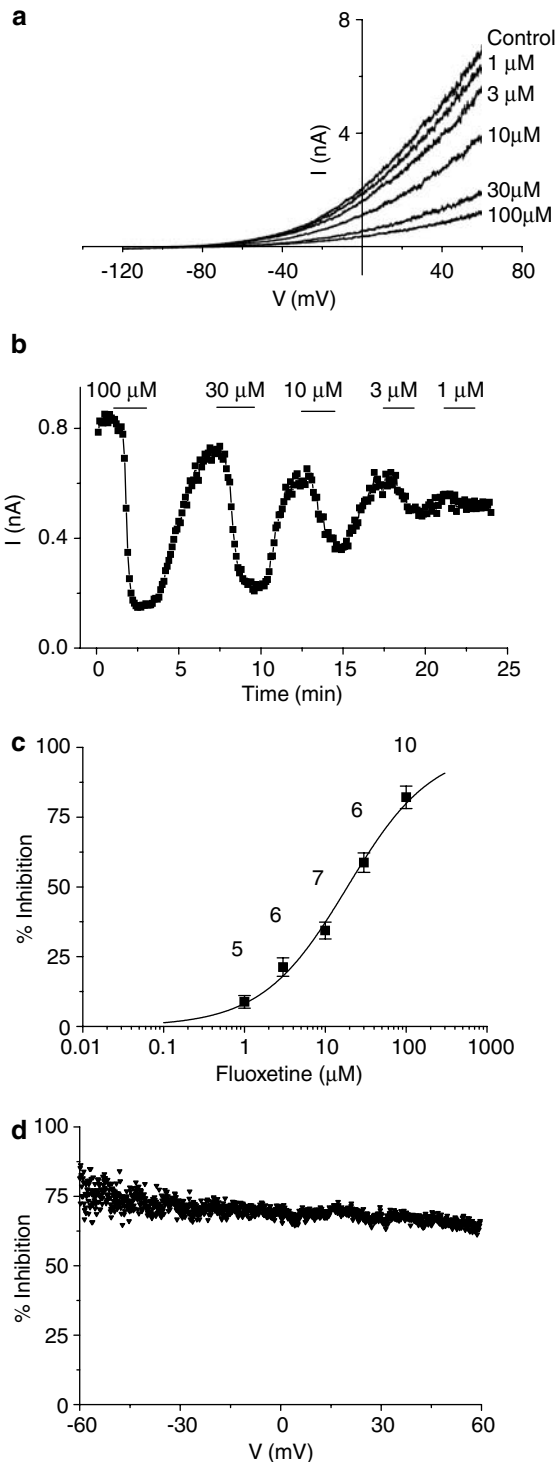 a
8
4
I (nA)
Control
1 µM
3 µM
10µM
30µM
100µM
-120 -80 -40 40 80
V (mV)
b
100 µM 30 µM 10 µM 3 µM 1 µM
0.8
0.4
0.0
I (nA)
0 5 10 15 20 25
Time (min)
c
100
75
50
25
0
% Inhibition
5
6
7
6
10
0.01 0.1 1 10 100 1000
Fluoxetine (µM)
d
100
75
50
25
0
% Inhibition
-60 -30 0 30 60
V (mV)